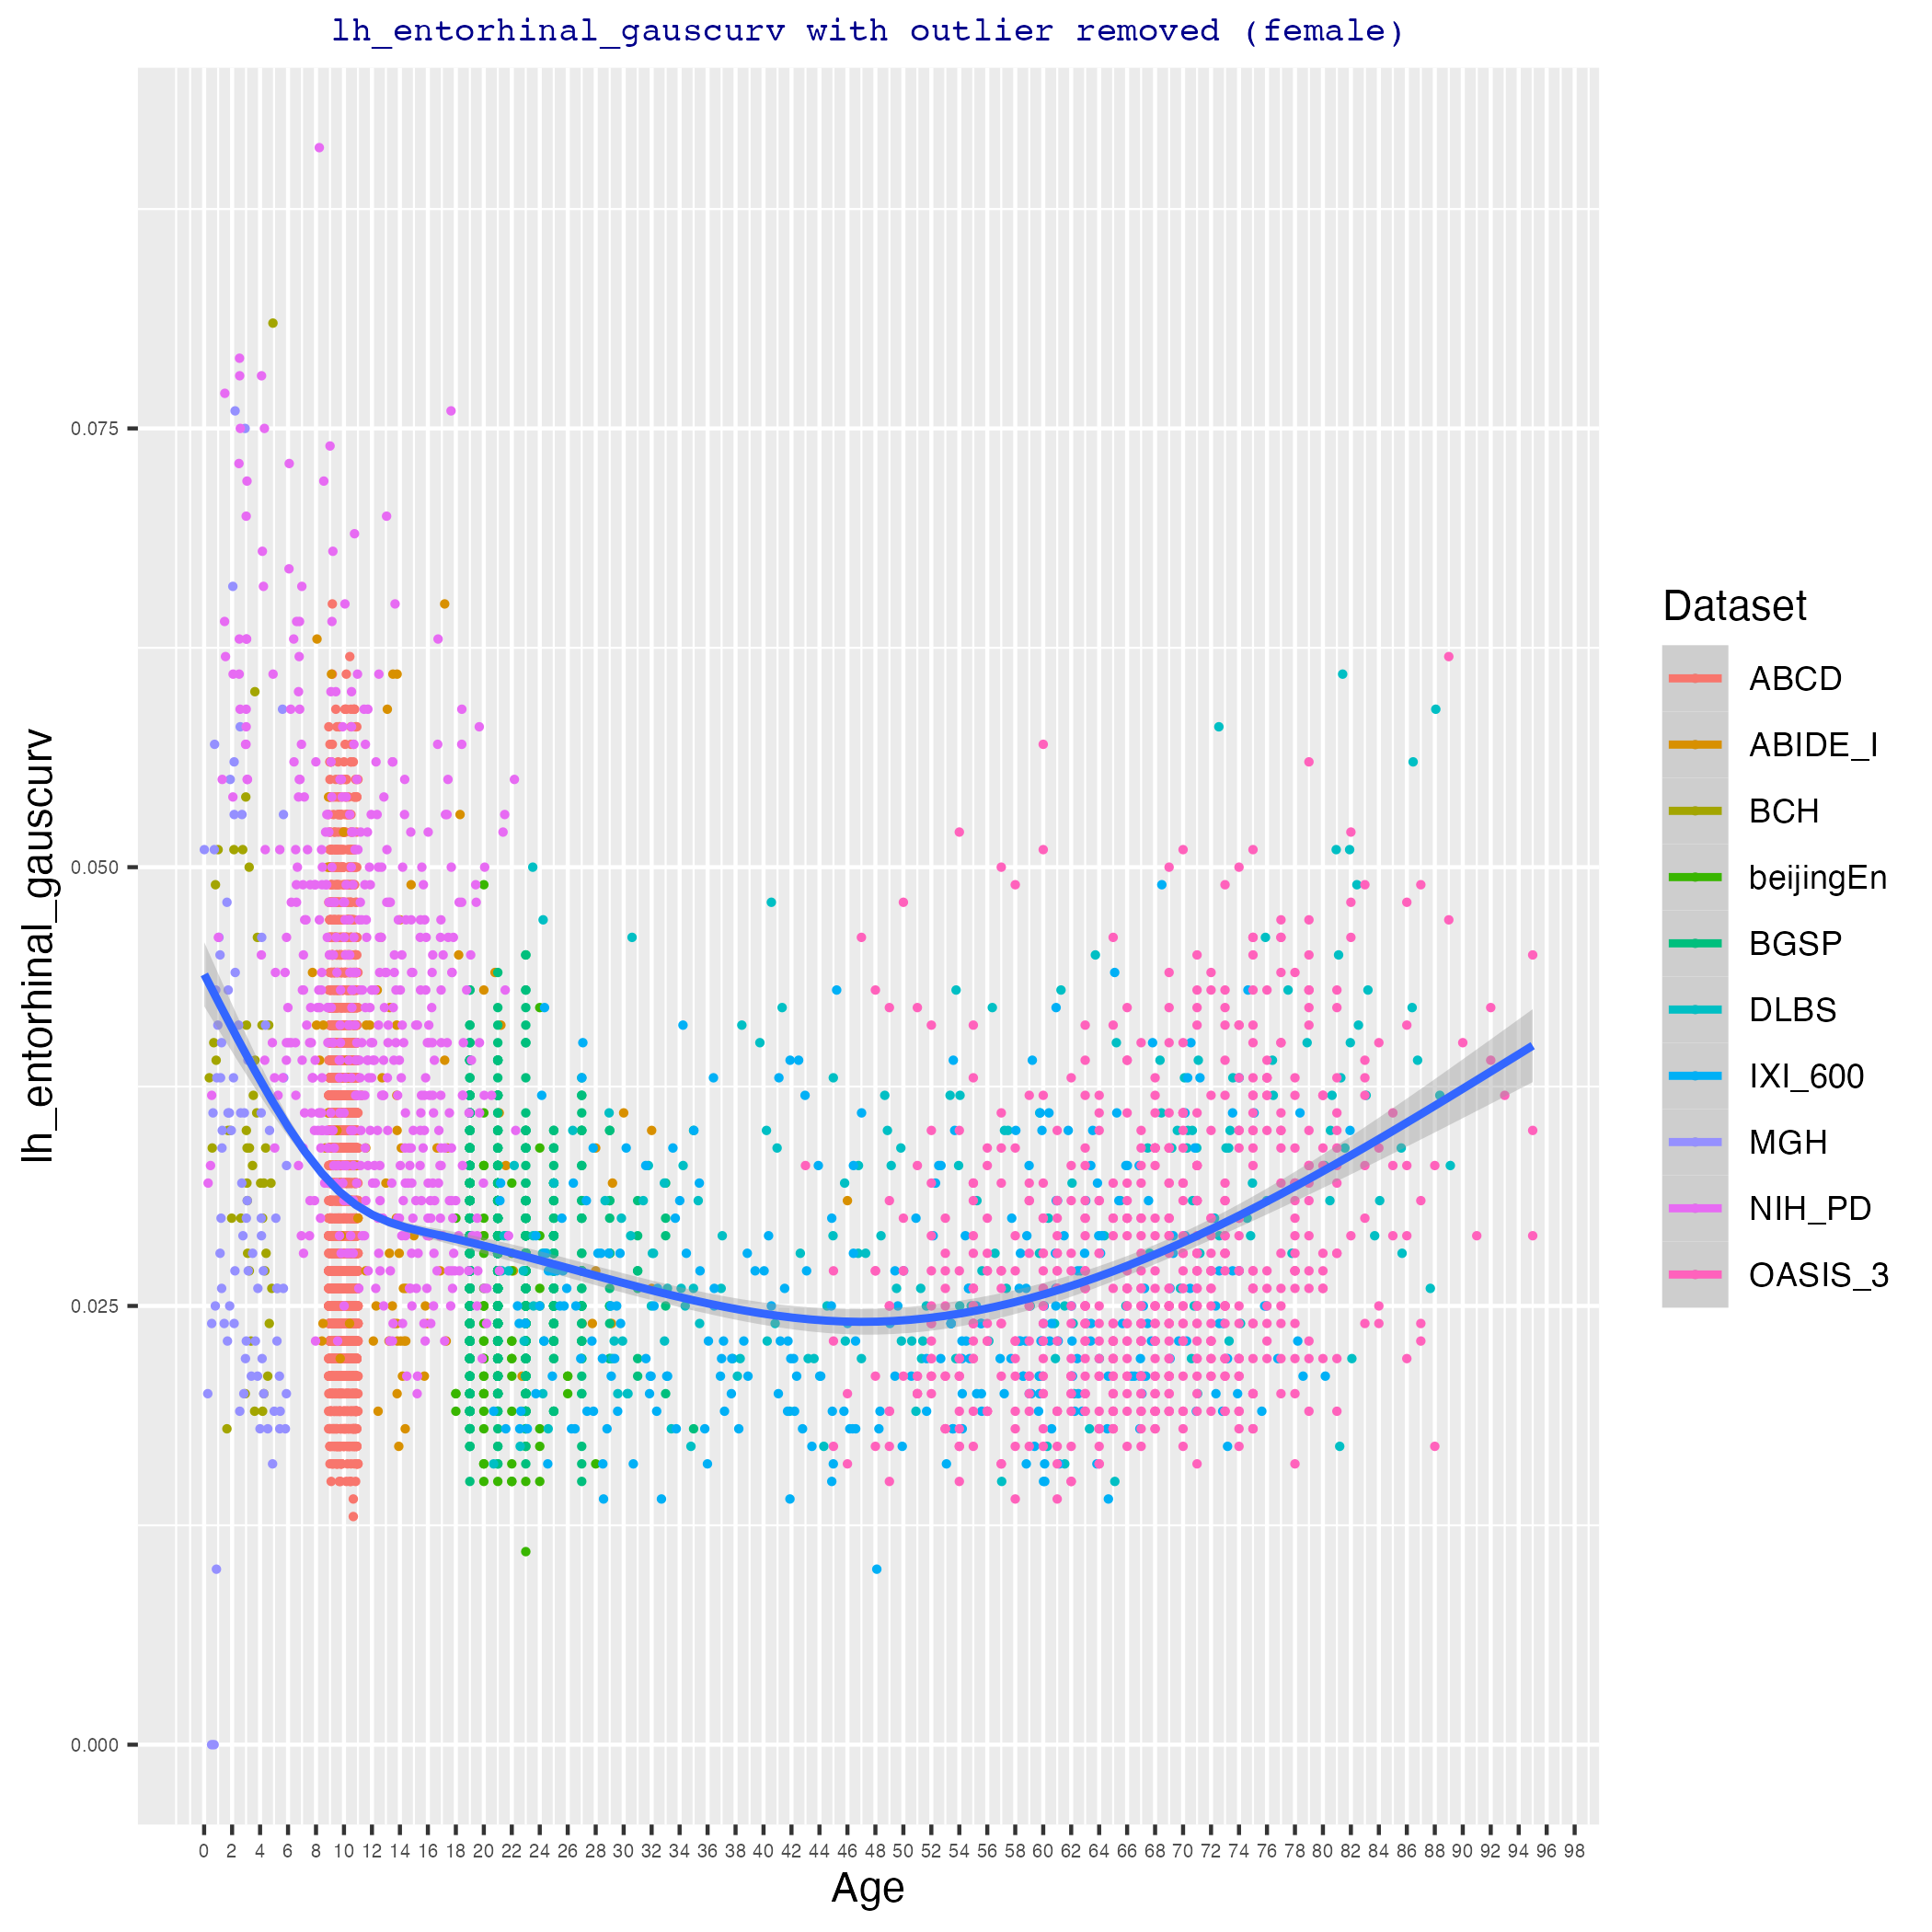 lh_entorhinal_gauscurv with outlier removed (female)
lh_entorhinal_gauscurv
0.075
0.050
0.025
0.000
0 2 4 6 8 10 12 14 16 18 20 22 24 26 28 30 32 34 36 38 40 42 44 46 48 50 52 54 56 58 60 62 64 66 68 70 72 74 76 78 80 82 84 86 88 90 92 94 96 98
Age
Dataset
ABCD
ABIDE_I
BCH
beijingEn
BGSP
DLBS
IXI_600
MGH
NIH_PD
OASIS_3